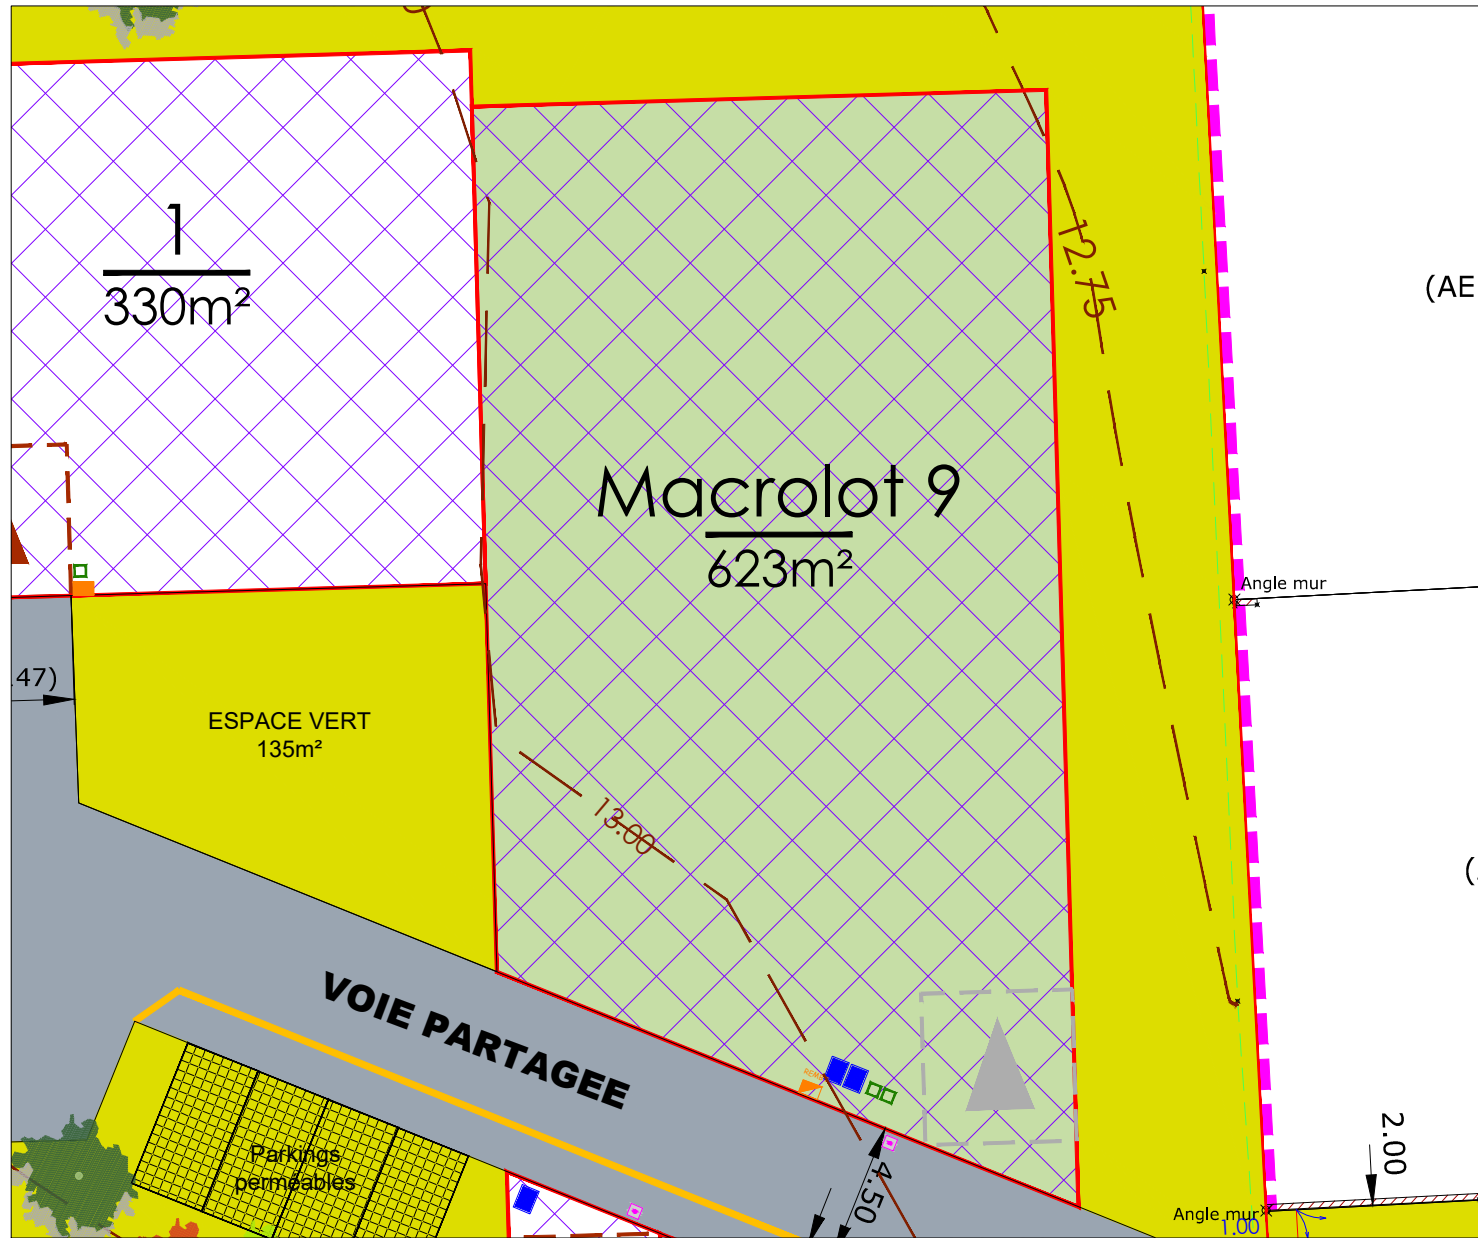 1
330m²
12.75
(AE
Macrolot 9
623m²
Angle mur
.47)
ESPACE VERT
135m²
13.00
VOIE PARTAGEE
REMB
Parkings
perméables
4.50
2.00
Angle mur
1.00